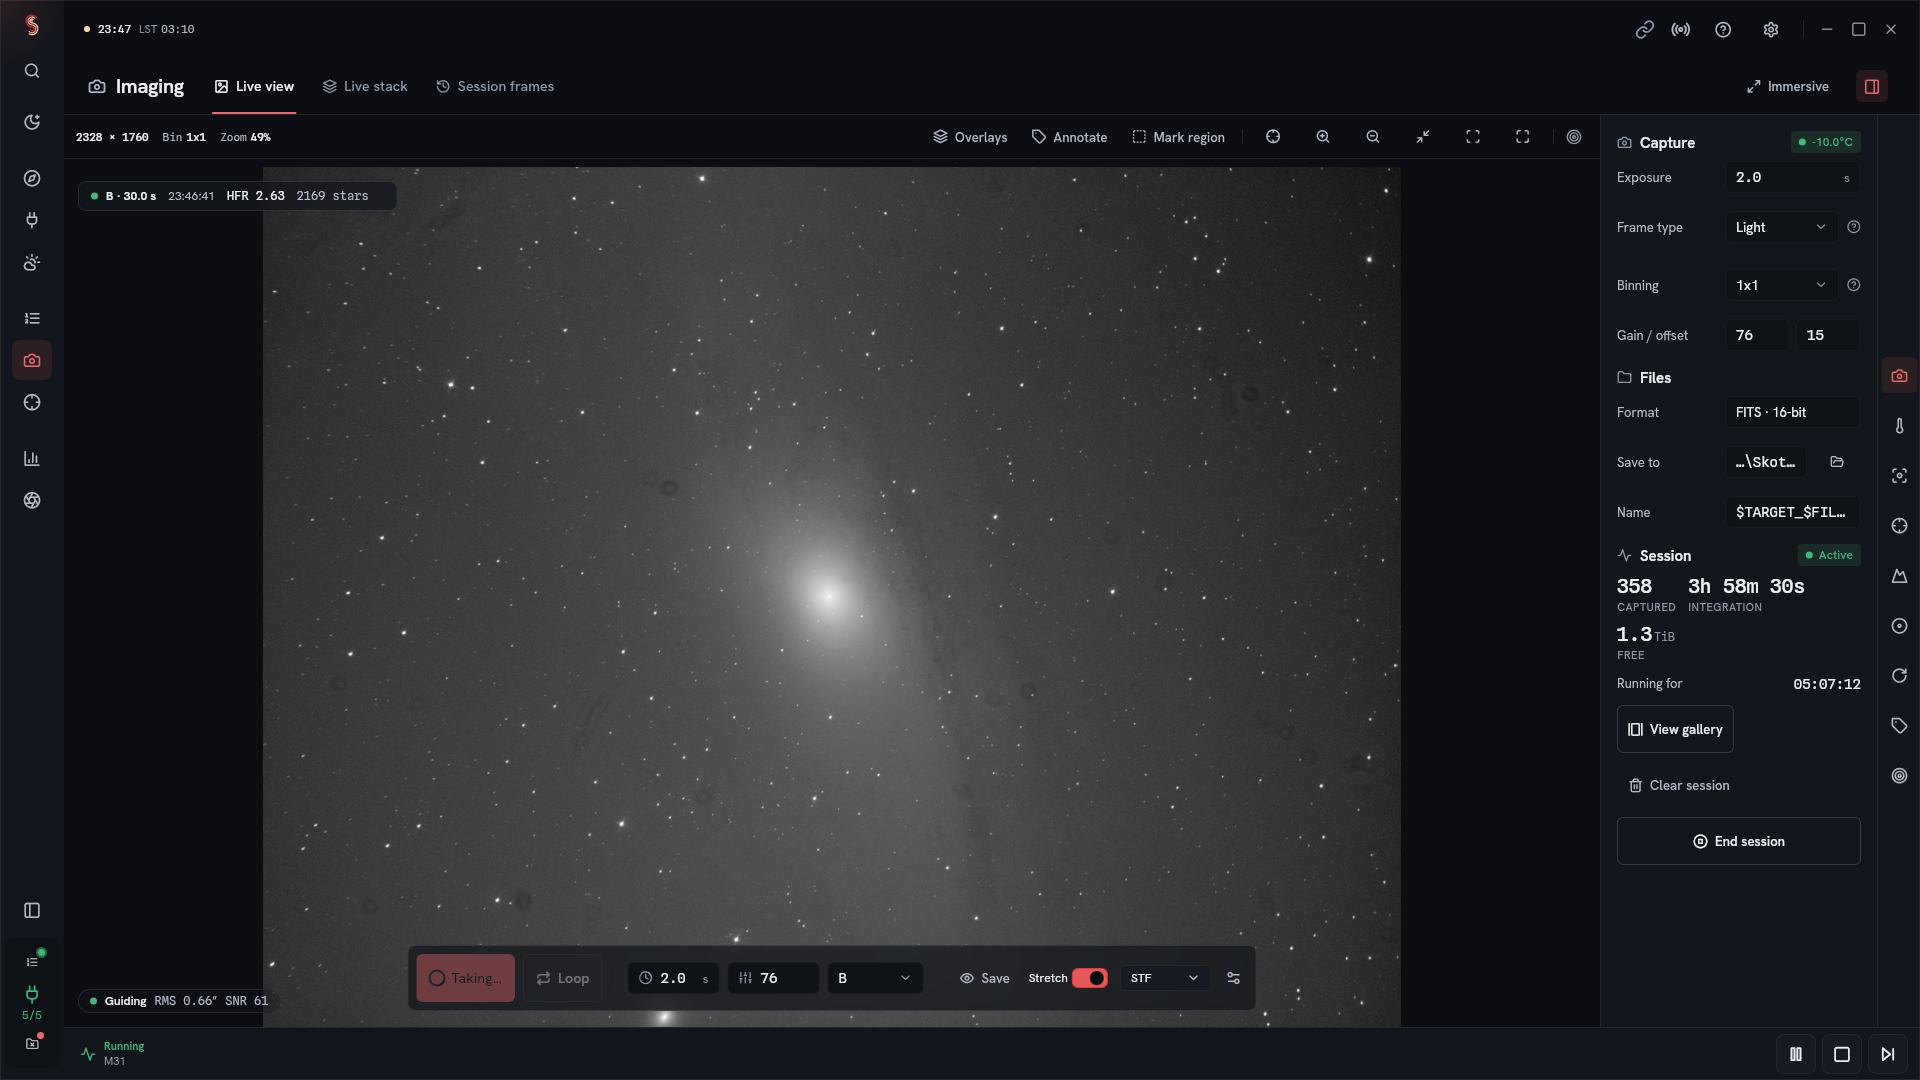 23:47 LST 03:10
Imaging Live view Live stack Session frames Immersive
2328 × 1760 Bin 1x1 Zoom 49% Overlays Annotate Mark region
B · 30.0 s 23:46:41 HFR 2.63 2169 stars
Capture -10.0°C
Exposure 2.0 s
Frame type Light
Binning 1x1
Gain / offset 76 15
Files
Format FITS · 16-bit
Save to …\Skot…
Name $TARGET_$FIL…
Session Active
358 3h 58m 30s
CAPTURED INTEGRATION
1.3 TiB
FREE
Running for 05:07:12
View gallery
Clear session
End session
Taking… Loop 2.0 s 76 B Save Stretch STF
Guiding RMS 0.66″ SNR 61
5/5
Running
M31